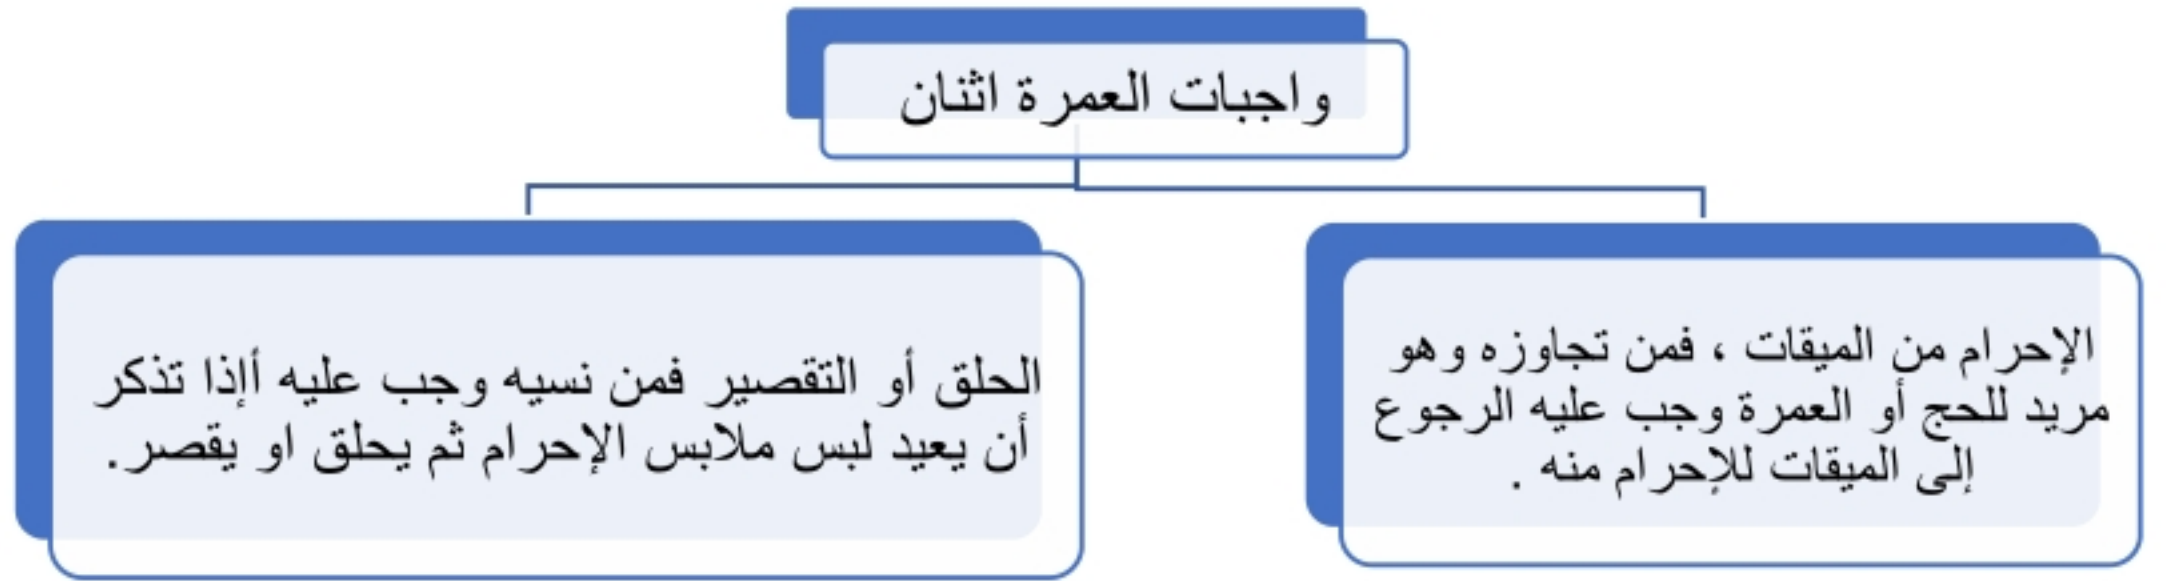 واجبات العمرة اثنان
الإحرام من الميقات ، فمن تجاوزه وهو
مريد للحج أو العمرة وجب عليه الرجوع
إلى الميقات للإحرام منه .
الحلق أو التقصير فمن نسيه وجب عليه أإذا تذكر
أن يعيد لبس ملابس الإحرام ثم يحلق او يقصر.